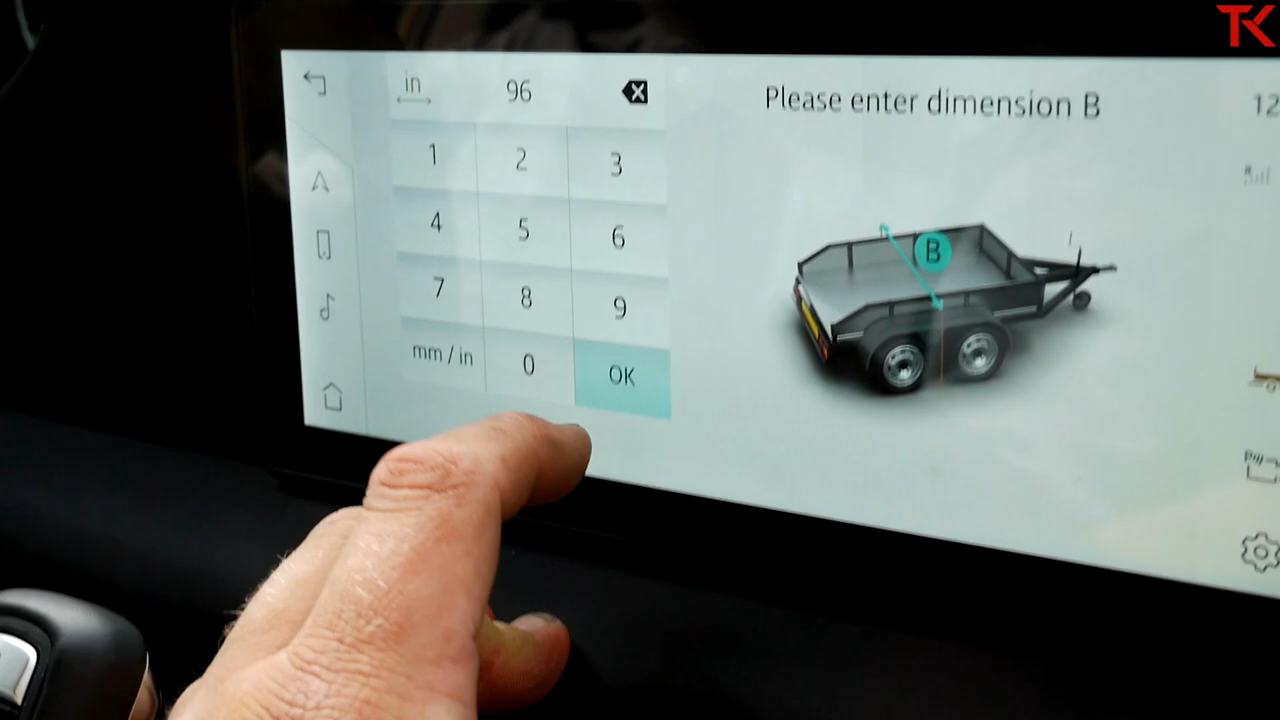 TK
in 96
Please enter dimension B
12
1 2 3
4 5 6
7 8 9
mm / in 0 OK
B